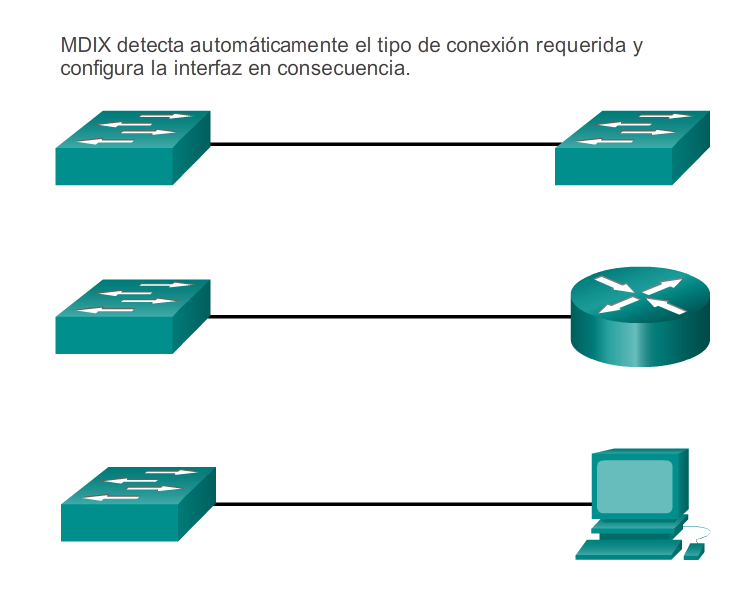 MDIX detecta automáticamente el tipo de conexión requerida y
configura la interfaz en consecuencia.